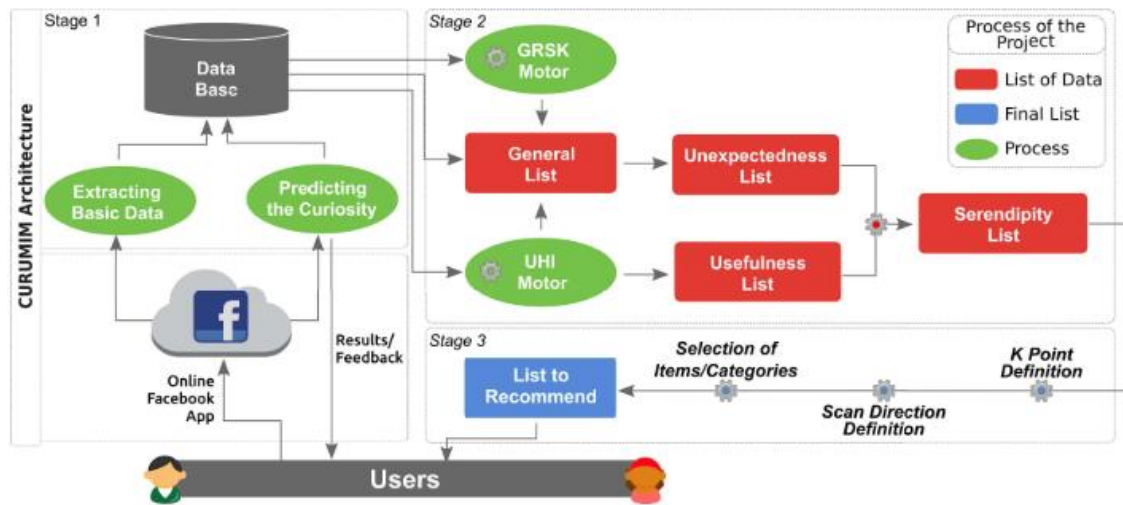 CURUMIM Architecture
Stage 1
Data
Basc
Extracting
Basic Data
Predicting
the Curiosity
f
Online
Facebook
App
Results/
Feedback
Stage 2
GRSK
Motor
General
List
UHI
Motor
Unexpectedness
List
Usefulness
List
Serendipity
List
Process of the
Project
List of Data
Final List
Process
Stage 3
List to
Recommend
Selection of
Items/Categories
Scan Direction
Definition
K Point
Definition
Users